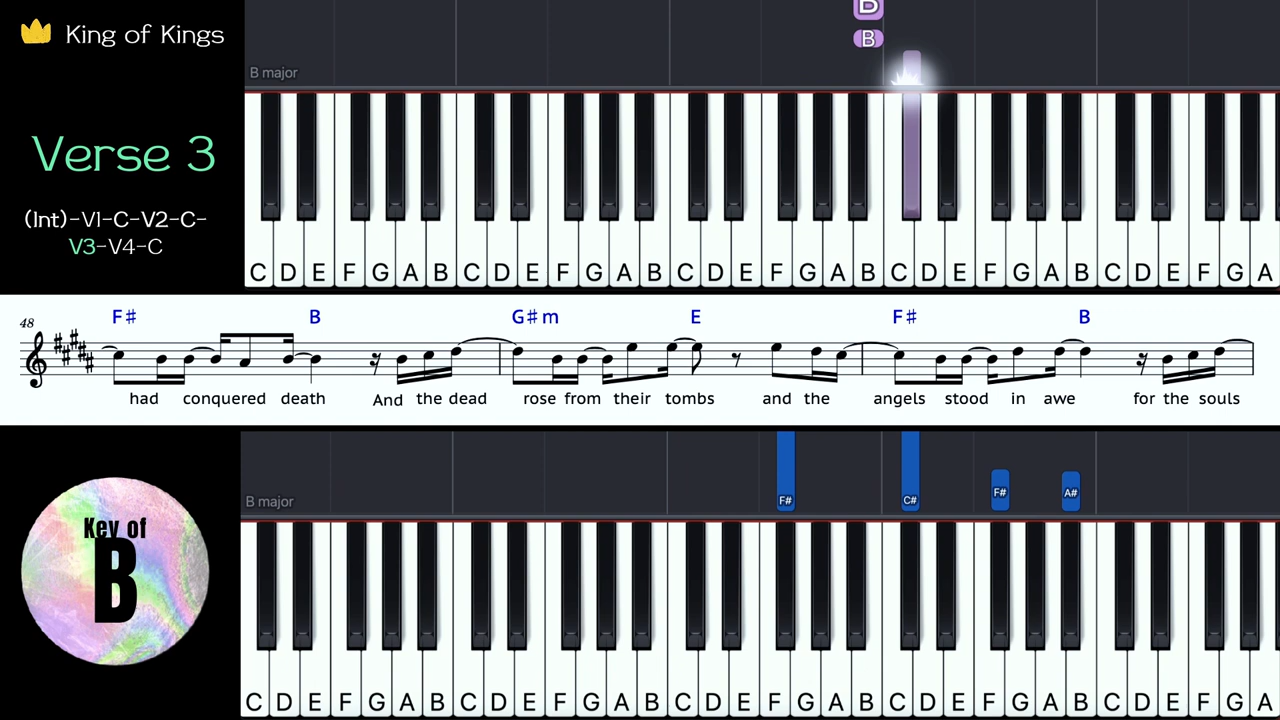 King of Kings
Verse 3
(Int)-V1-C-V2-C-
V3-V4-C
B
B
B major
C D E F G A B C D E F G A B C D E F G A B C D E F G A B C D E F G A
48
F♯ B G♯m E F♯ B
had conquered death And the dead rose from their tombs and the angels stood in awe for the souls
Key of
B
B major
F# C# F# A#
C D E F G A B C D E F G A B C D E F G A B C D E F G A B C D E F G A